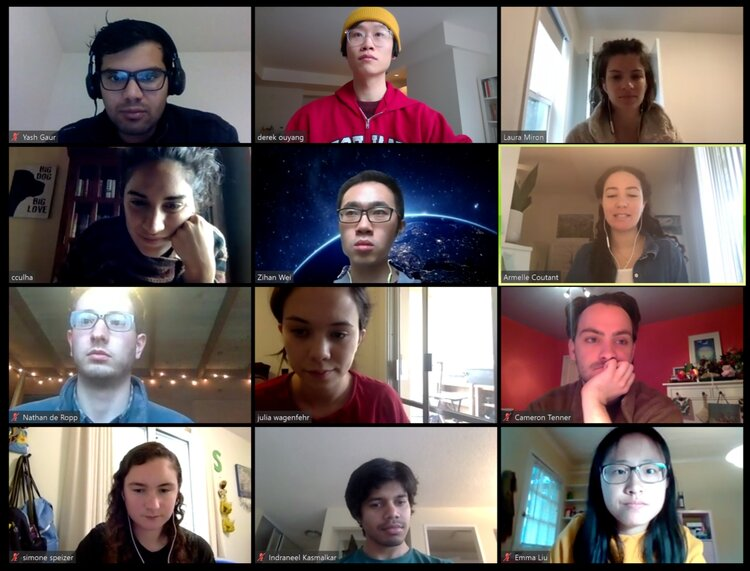 Yash Gaur
derek ouyang
Laura Miron
BIG
DOG
BIG
LOVE
cculha
Zihan Wei
Armelle Coutant
Nathan de Ropp
julia wagenfehr
Cameron Tenner
S
simone speizer
Indraneel Kasmalkar
Emma Liu